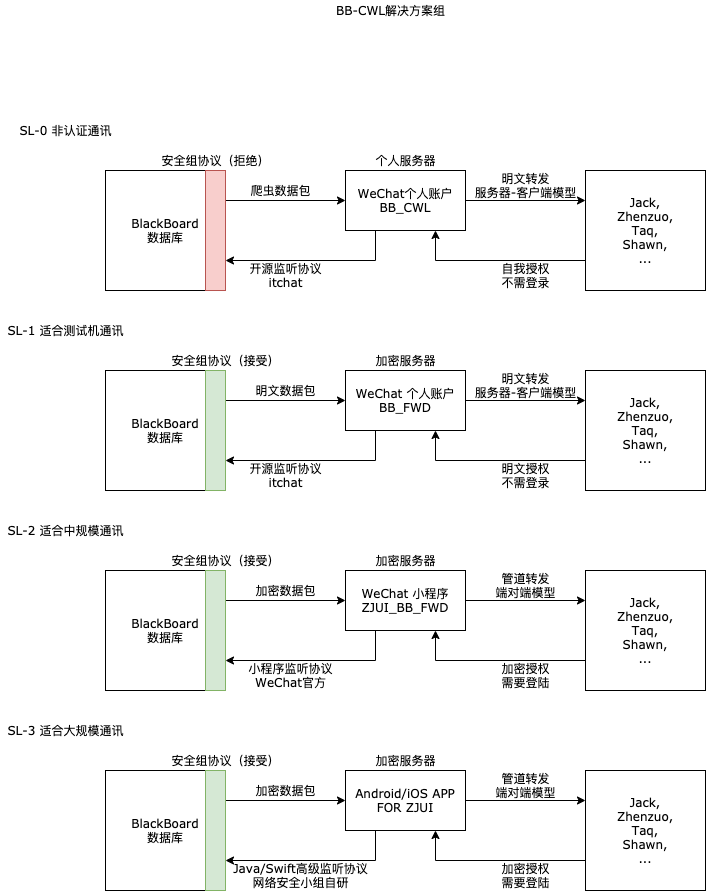 BB-CWL解决方案组
SL-0 非认证通讯
安全组协议（拒绝）
个人服务器
BlackBoard
数据库
爬虫数据包
WeChat个人账户
BB_CWL
明文转发
服务器-客户端模型
Jack,
Zhenzuo,
Taq,
Shawn,
...
开源监听协议
itchat
自我授权
不需登录
SL-1 适合测试机通讯
安全组协议（接受）
加密服务器
BlackBoard
数据库
明文数据包
WeChat 个人账户
BB_FWD
明文转发
服务器-客户端模型
Jack,
Zhenzuo,
Taq,
Shawn,
...
开源监听协议
itchat
明文授权
不需登录
SL-2 适合中规模通讯
安全组协议（接受）
加密服务器
BlackBoard
数据库
加密数据包
WeChat 小程序
ZJUI_BB_FWD
管道转发
端对端模型
Jack,
Zhenzuo,
Taq,
Shawn,
...
小程序监听协议
WeChat官方
加密授权
需要登陆
SL-3 适合大规模通讯
安全组协议（接受）
加密服务器
BlackBoard
数据库
加密数据包
Android/iOS APP
FOR ZJUI
管道转发
端对端模型
Jack,
Zhenzuo,
Taq,
Shawn,
...
Java/Swift高级监听协议
网络安全小组自研
加密授权
需要登陆